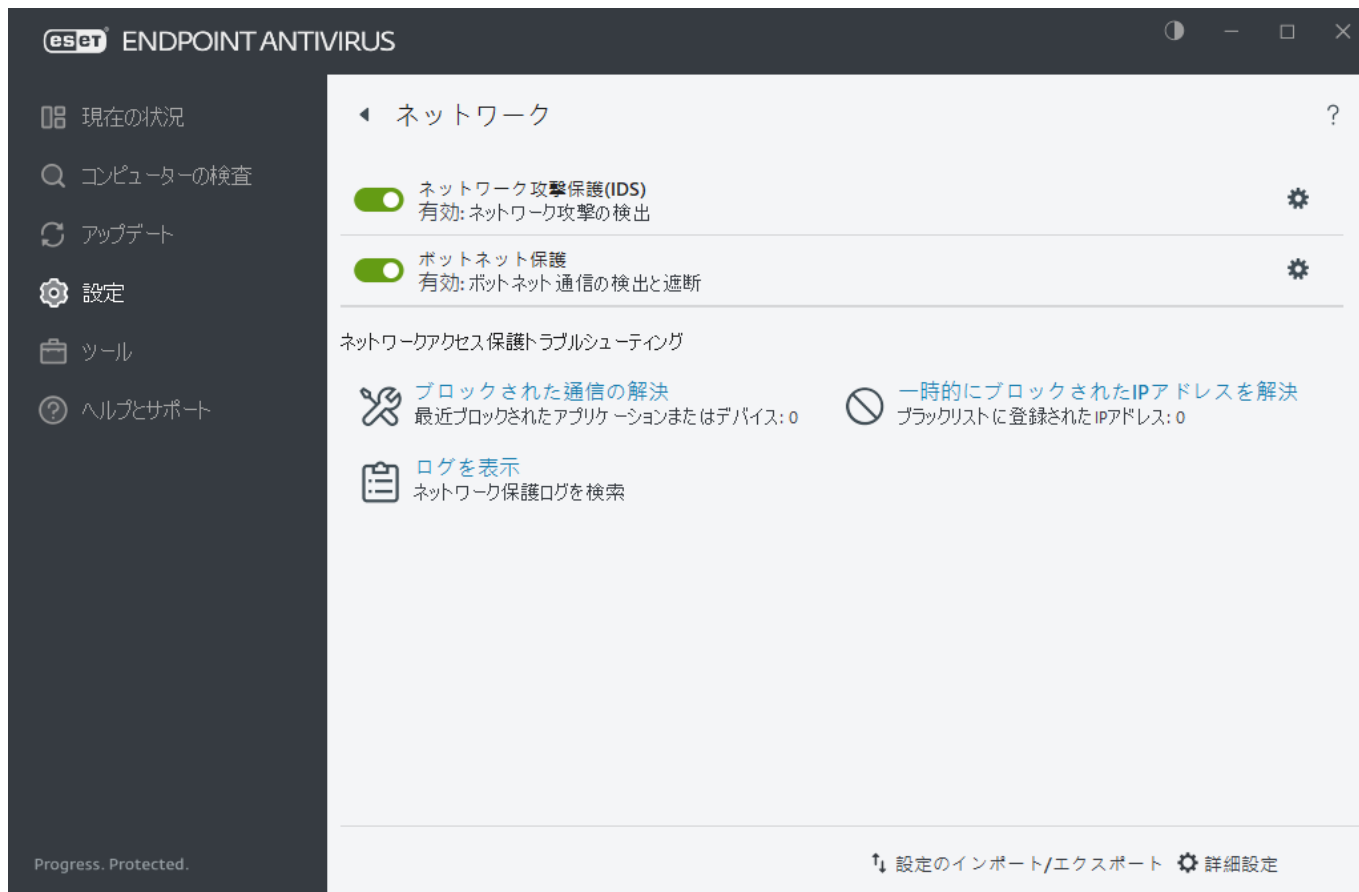 eset ENDPOINT ANTIVIRUS
現在の状況
コンピューターの検査
アップデート
設定
ツール
ヘルプとサポート
Progress. Protected.
ネットワーク
?
ネットワーク攻撃保護(IDS)
有効: ネットワーク攻撃の検出
ボットネット保護
有効: ボットネット通信の検出と遮断
ネットワークアクセス保護トラブルシューティング
ブロックされた通信の解決
最近ブロックされたアプリケーションまたはデバイス: 0
一時的にブロックされたIPアドレスを解決
ブラックリストに登録されたIPアドレス: 0
ログを表示
ネットワーク保護ログを検索
設定のインポート/エクスポート
詳細設定